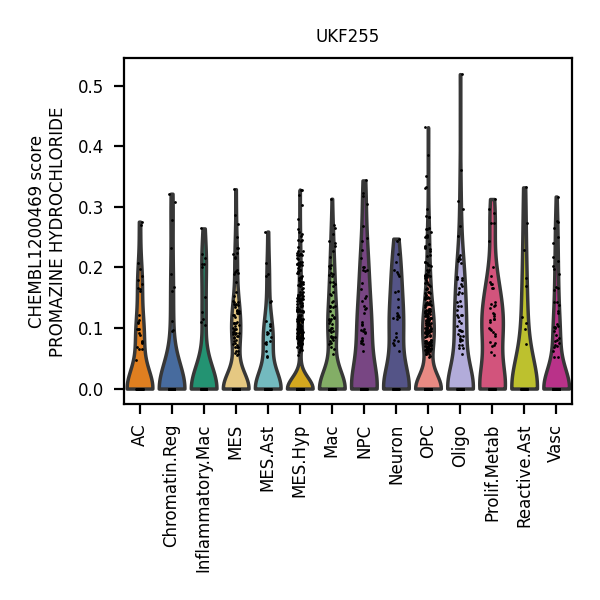 UKF255
CHEMBL1200469 score
PROMAZINE HYDROCHLORIDE
0.5
0.4
0.3
0.2
0.1
0.0
AC
Chromatin.Reg
Inflammatory.Mac
MES
MES.Ast
MES.Hyp
Mac
NPC
Neuron
OPC
Oligo
Prolif.Metab
Reactive.Ast
Vasc